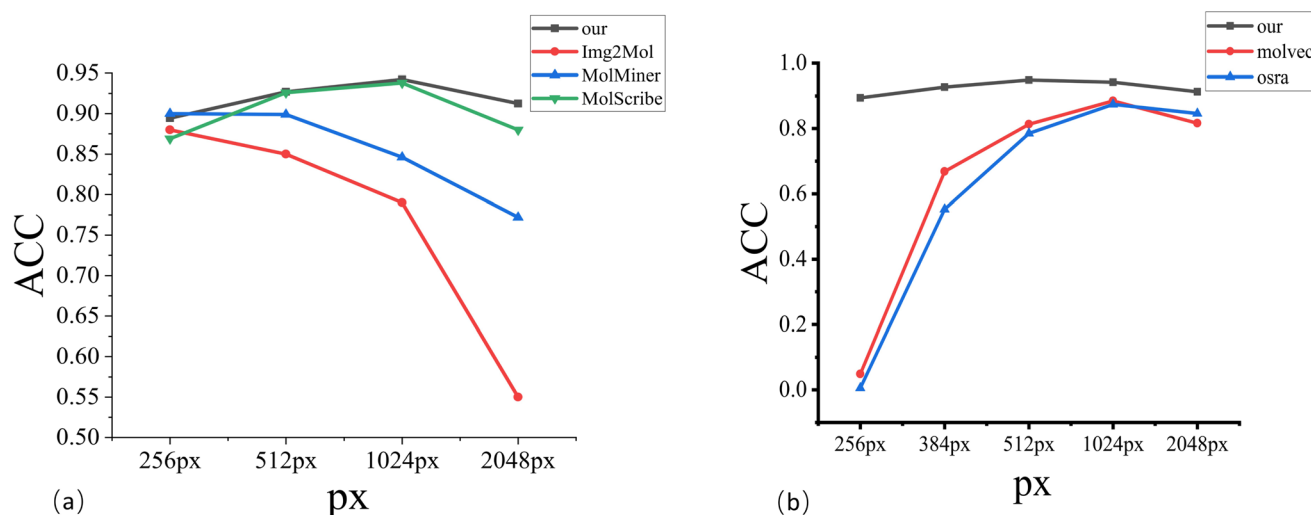 our
Img2Mol
MolMiner
MolScribe
0.95
0.90
0.85
0.80
0.75
0.70
0.65
0.60
0.55
0.50
ACC
256px
512px
1024px
2048px
px
(a)
our
molvec
osra
1.0
0.8
0.6
0.4
0.2
0.0
ACC
256px
384px
512px
1024px
2048px
px
(b)